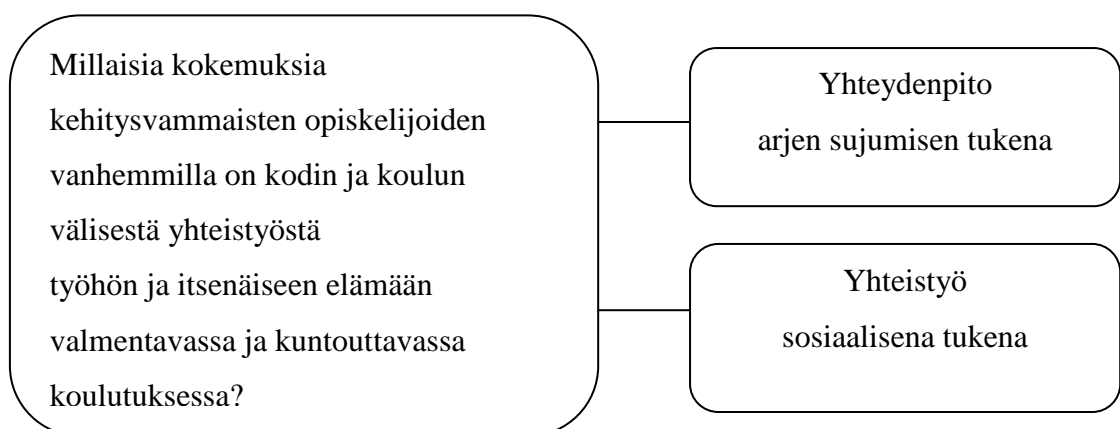 Millaisia kokemuksia
kehitysvammaisten opiskelijoiden
vanhemmilla on kodin ja koulun
välisestä yhteistyöstä
työhön ja itsenäiseen elämään
valmentavassa ja kuntouttavassa
koulutuksessa?
Yhteydenpito
arjen sujumisen tukena
Yhteistyö
sosiaalisena tukena